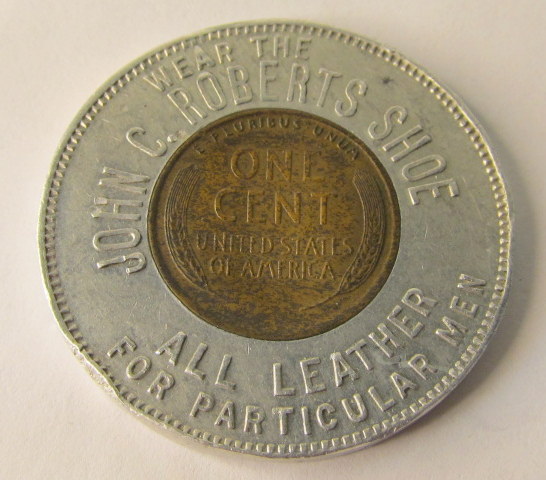 WEAR THE
JOHN C. ROBERTS SHOE
E PLURIBUS UNUM
ONE
CENT
UNITED STATES
OF AMERICA
ALL LEATHER
FOR PARTICULAR MEN